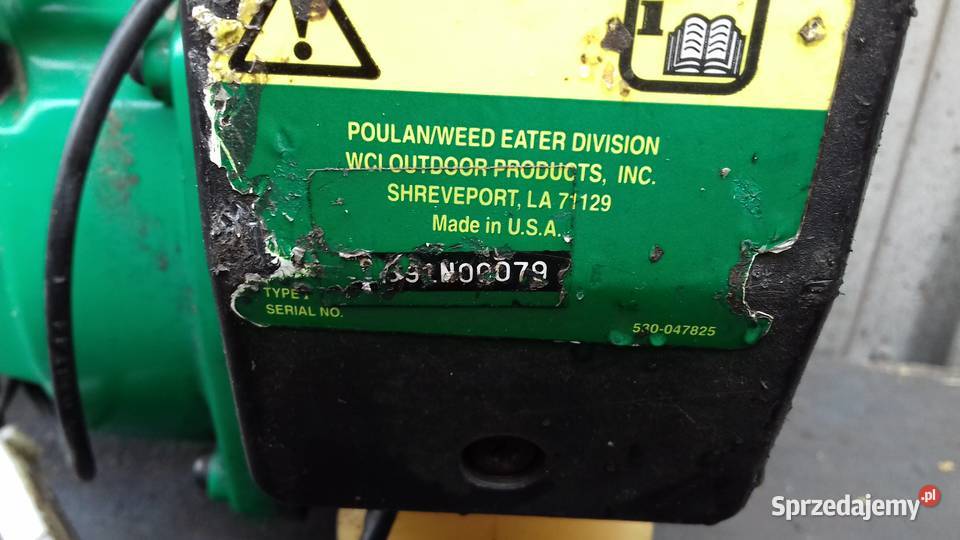 POULAN/WEED EATER DIVISION
WCI OUTDOOR PRODUCTS, INC.
SHREVEPORT, LA 71129
Made in U.S.A.
TYPE
SERIAL NO.
530-047825
Sprzedajemy.pl